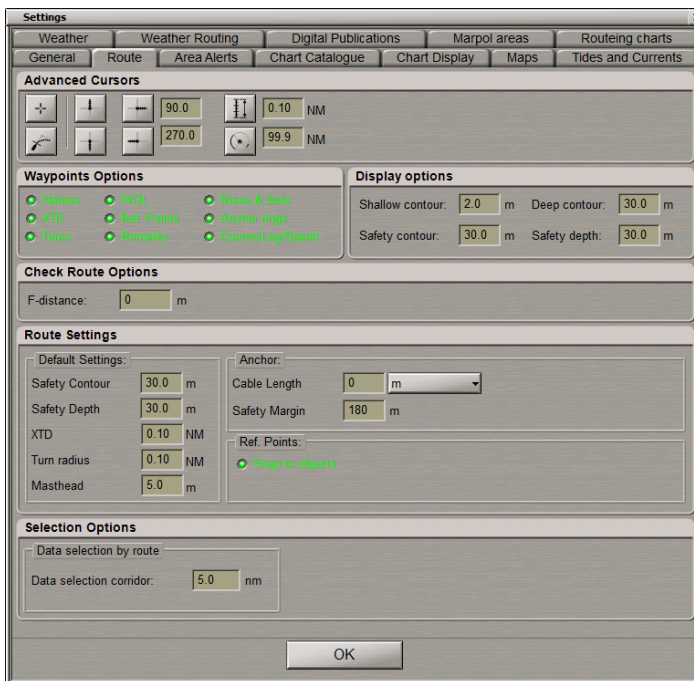 Settings
Weather Weather Routing Digital Publications Marpol areas Routeing charts
General Route Area Alerts Chart Catalogue Chart Display Maps Tides and Currents
Advanced Cursors
90.0 0.10 NM
270.0 99.9 NM
Waypoints Options Display options
Names WOL Rises & Sets Shallow contour: 2.0 m Deep contour: 30.0 m
XTD Ref. Points Anchor rings
Turns Remarks Course/Leg/Speed Safety contour: 30.0 m Safety depth: 30.0 m
Check Route Options
F-distance: 0 m
Route Settings
Default Settings: Anchor:
Safety Contour 30.0 m Cable Length 0 m
Safety Depth 30.0 m Safety Margin 180 m
XTD 0.10 NM
Ref. Points:
Turn radius 0.10 NM Snap to objects
Masthead 5.0 m
Selection Options
Data selection by route
Data selection corridor: 5.0 nm
OK